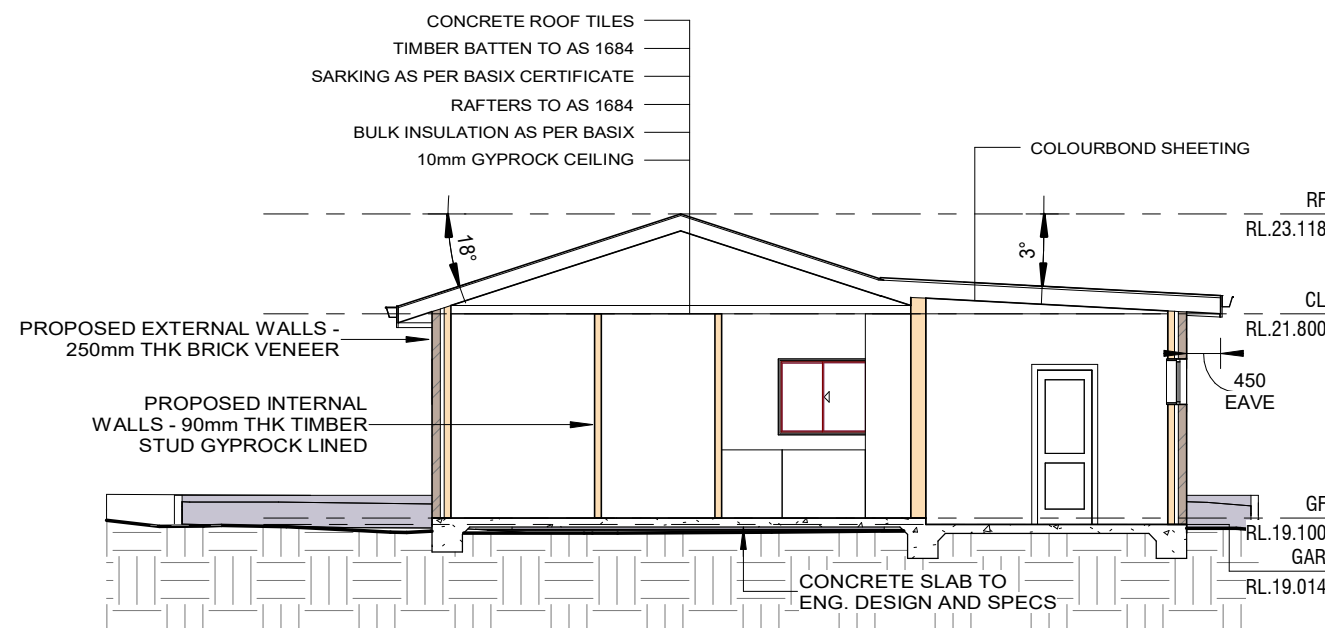 CONCRETE ROOF TILES
TIMBER BATTEN TO AS 1684
SARKING AS PER BASIX CERTIFICATE
RAFTERS TO AS 1684
BULK INSULATION AS PER BASIX
10mm GYPROCK CEILING
COLOURBOND SHEETING
RF
RL.23.118
18°
3°
CL
RL.21.800
PROPOSED EXTERNAL WALLS -
250mm THK BRICK VENEER
450
EAVE
PROPOSED INTERNAL
WALLS - 90mm THK TIMBER
STUD GYPROCK LINED
GF
RL.19.100
GAR
RL.19.014
CONCRETE SLAB TO
ENG. DESIGN AND SPECS